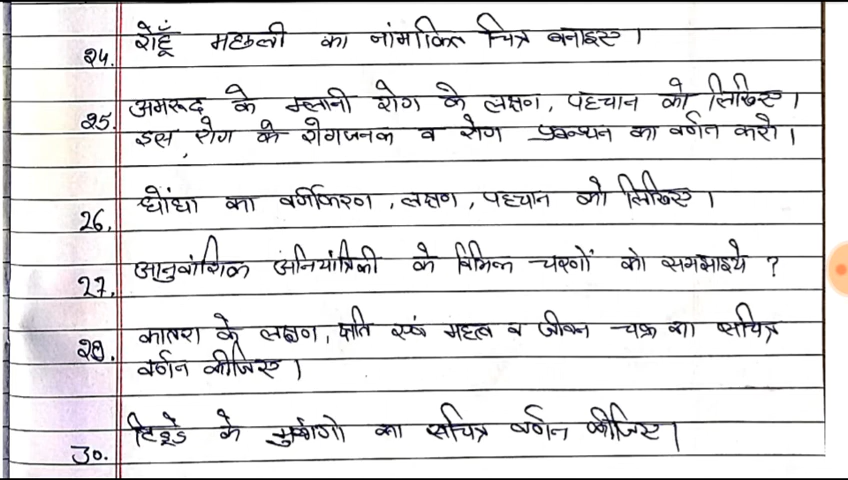 24. रोहूँ मछली का नांमाकित चित्र बनाइए।
25. अमरूद के म्लानी रोग के लक्षण, पहचान को लिखिए।
इस रोग के रोगजनक व रोग प्रबन्धन का वर्णन करो।
26. घोंघा का वर्गीकरण, लक्षण, पहचान को लिखिए।
27. आनुवांशिक अभियांत्रिकी के विभिन्न चरणों को समझाइये ?
29. कातरा के लक्षण, क्षति एवं महत्व व जीवन चक्र का सचित्र
वर्णन कीजिए।
30. टिड्डे के मुखांगो का सचित्र वर्णन कीजिए।